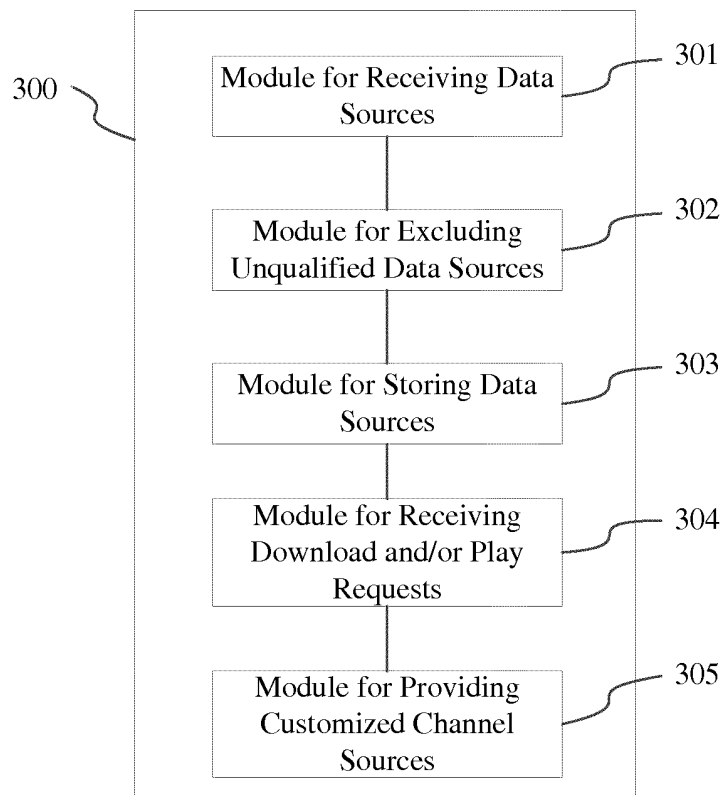 300
Module for Receiving Data
Sources
301
Module for Excluding
Unqualified Data Sources
302
Module for Storing Data
Sources
303
Module for Receiving
Download and/or Play
Requests
304
Module for Providing
Customized Channel
Sources
305